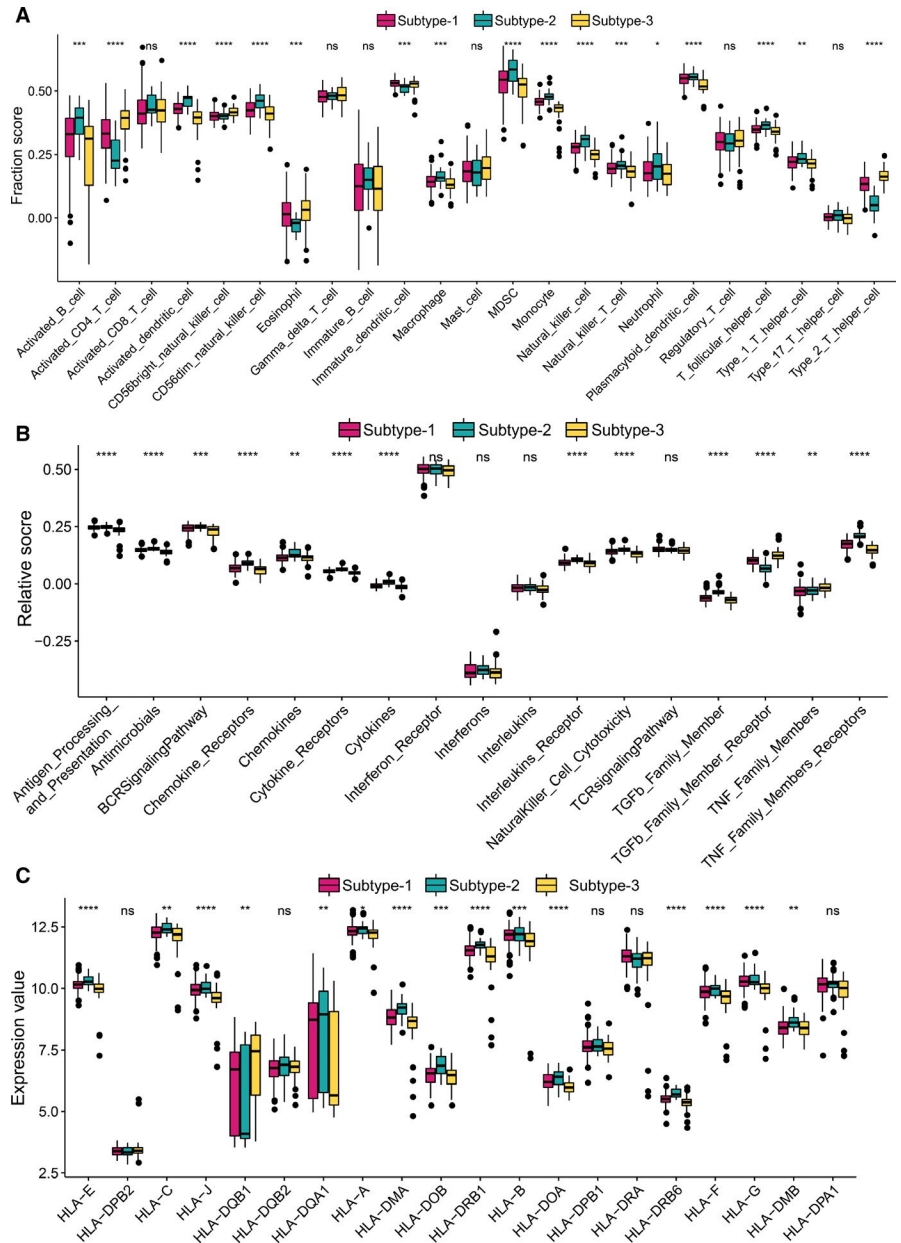 A
Subtype-1 Subtype-2 Subtype-3
*** **** ns **** **** **** *** ns ns *** *** ns **** **** **** *** * **** ns **** ** ns ****
Fraction score
0.50
0.25
0.00
Activated_B_cell
Activated_CD4_T_cell
Activated_CD8_T_cell
Activated_dendritic_cell
CD56bright_natural_killer_cell
CD56dim_natural_killer_cell
Eosinophil
Gamma_delta_T_cell
Immature_B_cell
Immature_dendritic_cell
Macrophage
Mast_cell
MDSC
Monocyte
Natural_killer_cell
Natural_killer_T_cell
Neutrophil
Plasmacytoid_dendritic_cell
Regulatory_T_cell
T_follicular_helper_cell
Type_1_T_helper_cell
Type_17_T_helper_cell
Type_2_T_helper_cell
B
Subtype-1 Subtype-2 Subtype-3
**** **** *** **** ** **** **** ns ns ns **** **** ns **** **** ** ****
Relative socre
0.50
0.25
0.00
−0.25
Antigen_Processing_
and_Presentation
Antimicrobials
BCRSignalingPathway
Chemokine_Receptors
Chemokines
Cytokine_Receptors
Cytokines
Interferon_Receptor
Interferons
Interleukins
Interleukins_Receptor
NaturalKiller_Cell_Cytotoxicity
TCRsignalingPathway
TGFb_Family_Member
TGFb_Family_Member_Receptor
TNF_Family_Members
TNF_Family_Members_Receptors
C
Subtype-1 Subtype-2 Subtype-3
**** ns ** **** ** ns ** * **** *** **** *** **** ns ns **** **** **** ** ns
Expression value
12.5
10.0
7.5
5.0
2.5
HLA−E
HLA−DPB2
HLA−C
HLA−J
HLA−DQB1
HLA−DQB2
HLA−DQA1
HLA−A
HLA−DMA
HLA−DOB
HLA−DRB1
HLA−B
HLA−DOA
HLA−DPB1
HLA−DRA
HLA−DRB6
HLA−F
HLA−G
HLA−DMB
HLA−DPA1